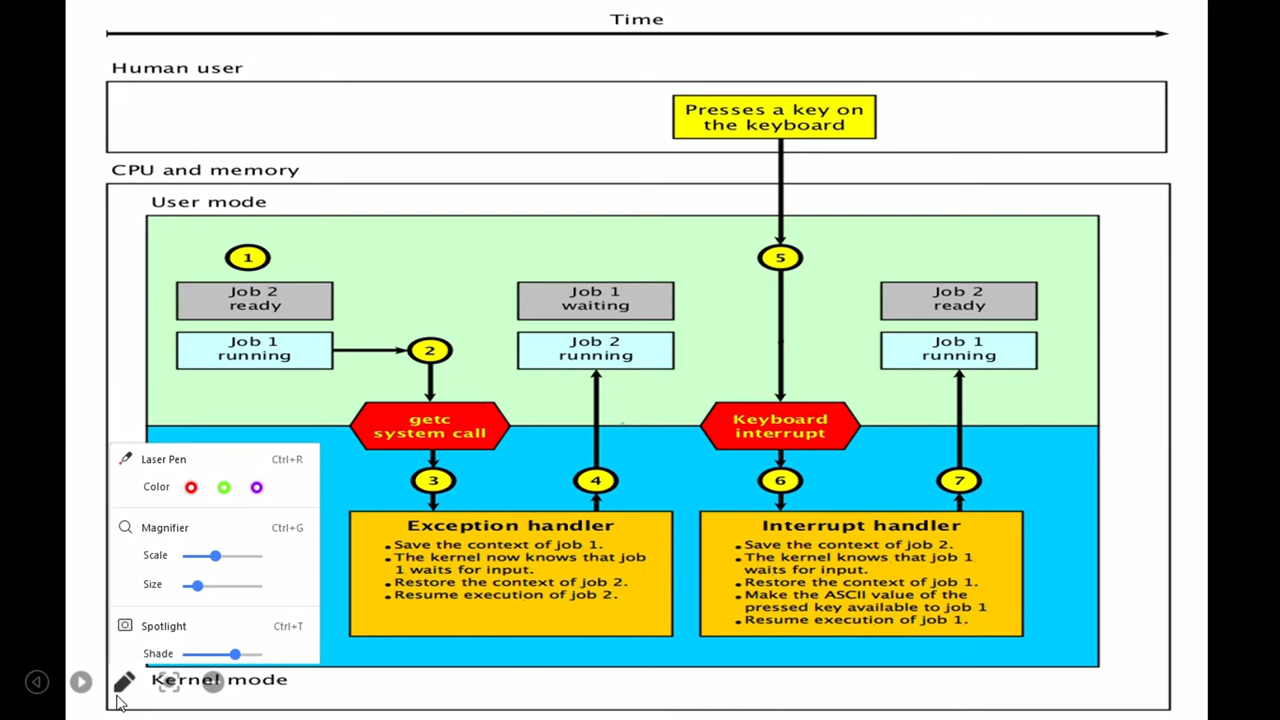 Time
Human user
Presses a key on
the keyboard
CPU and memory
User mode
1
5
Job 2
ready
Job 1
waiting
Job 2
ready
Job 1
running
2
Job 2
running
Job 1
running
getc
system call
Keyboard
interrupt
3
4
6
7
Exception handler
• Save the context of job 1.
• The kernel now knows that job
1 waits for input.
• Restore the context of job 2.
• Resume execution of job 2.
Interrupt handler
• Save the context of job 2.
• The kernel knows that job 1
waits for input.
• Restore the context of job 1.
• Make the ASCII value of the
pressed key available to job 1
• Resume execution of job 1.
Laser Pen Ctrl+R
Color
Magnifier Ctrl+G
Scale
Size
Spotlight Ctrl+T
Shade
Kernel mode